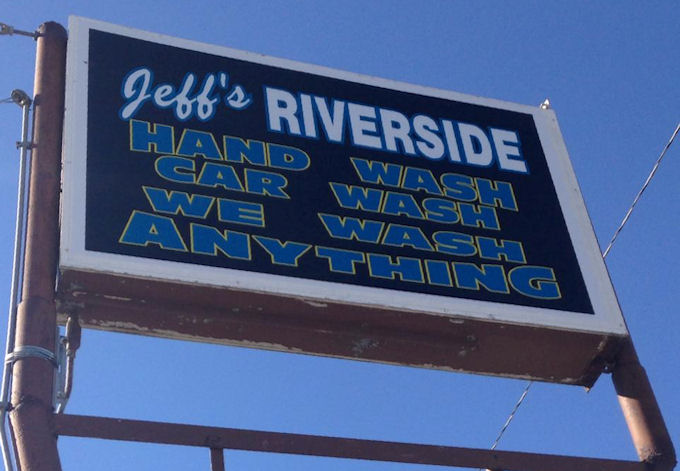 Jeff's RIVERSIDE
HAND WASH
CAR WASH
WE WASH
ANYTHING